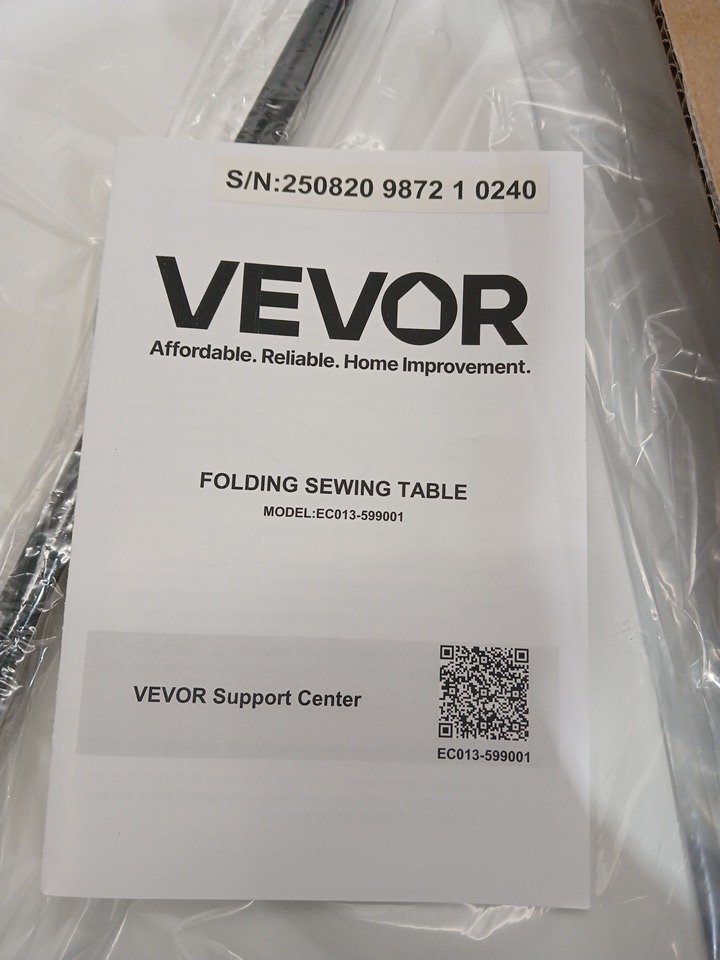 S/N:250820 9872 1 0240
VEVOR
Affordable. Reliable. Home Improvement.
FOLDING SEWING TABLE
MODEL:EC013-599001
VEVOR Support Center
EC013-599001